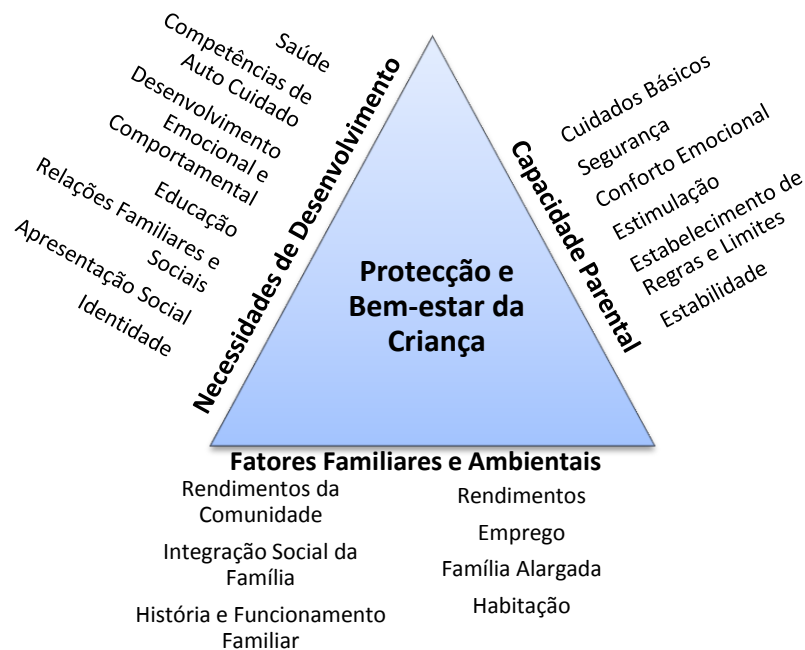 Saúde
Competências de
Auto Cuidado
Desenvolvimento
Emocional e
Comportamental
Educação
Relações Familiares e
Sociais
Apresentação Social
Identidade
Necessidades de Desenvolvimento
Protecção e
Bem-estar da
Criança
Capacidade Parental
Cuidados Básicos
Segurança
Conforto Emocional
Estimulação
Estabelecimento de
Regras e Limites
Estabilidade
Fatores Familiares e Ambientais
Rendimentos da
Comunidade
Integração Social da
Família
História e Funcionamento
Familiar
Rendimentos
Emprego
Família Alargada
Habitação